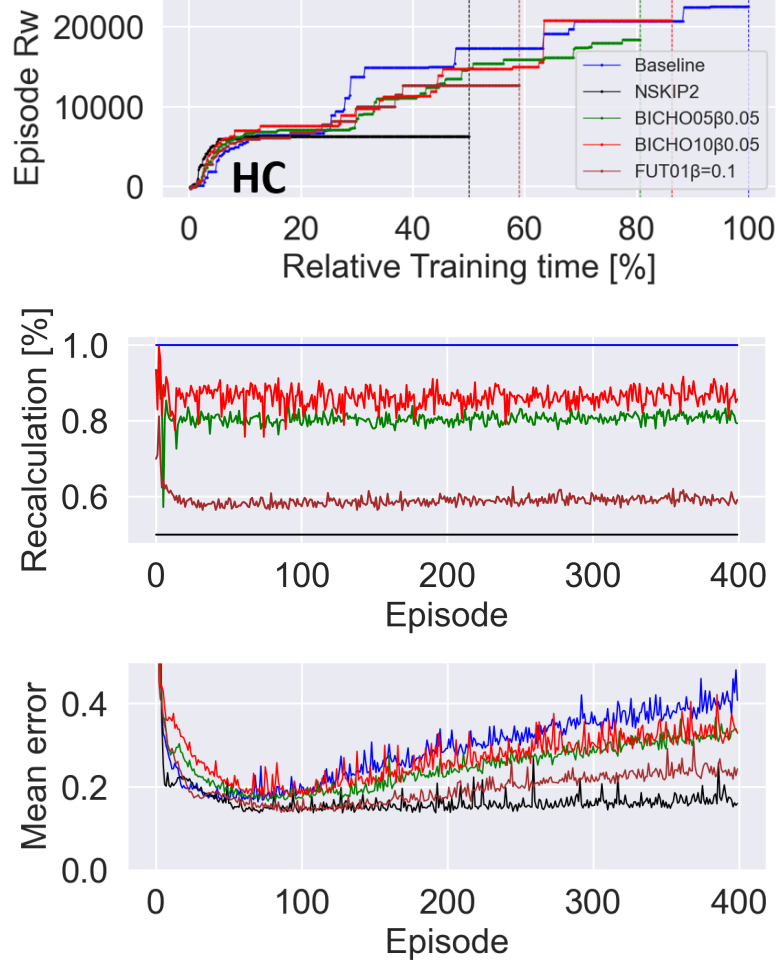 Episode Rw
20000
10000
0
HC
Baseline
NSKIP2
BICHO05β0.05
BICHO10β0.05
FUT01β=0.1
0 20 40 60 80 100
Relative Training time [%]
Recalculation [%]
1.0
0.8
0.6
0 100 200 300 400
Episode
Mean error
0.4
0.2
0.0
0 100 200 300 400
Episode